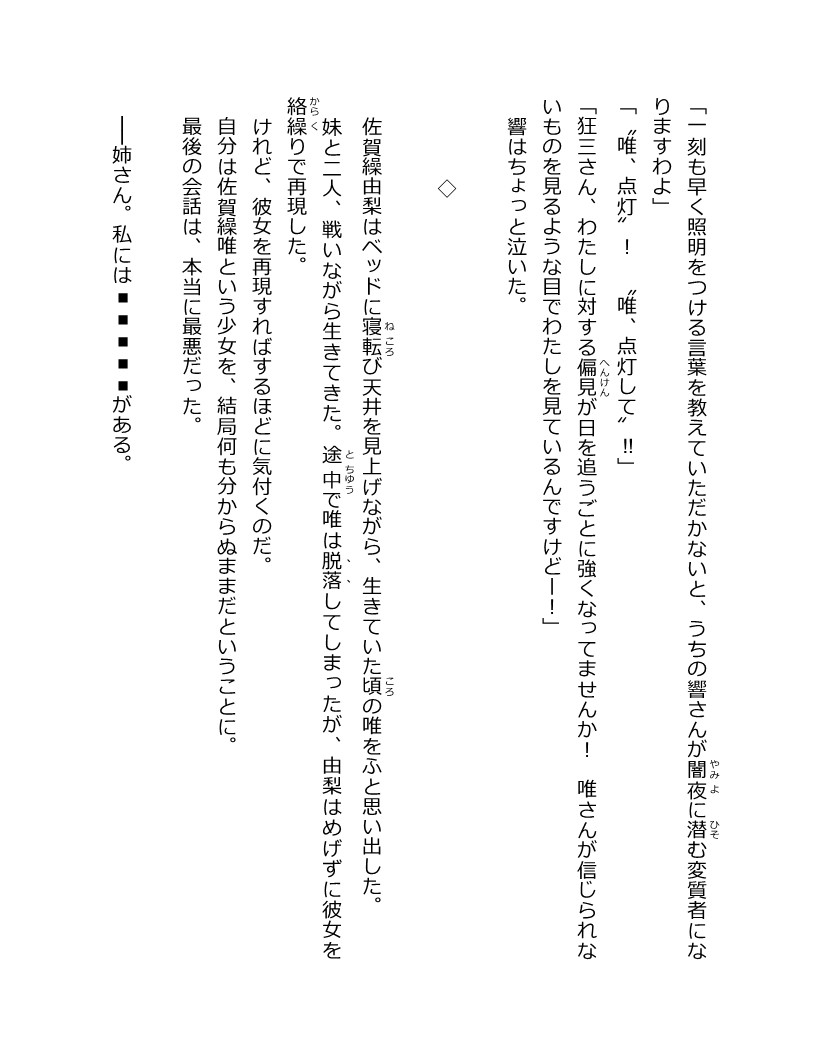 「一刻も早く照明をつける言葉を教えていただかないと、うちの響さんが闇夜に潜む変質者にな
りますわよ」
「〝唯、点灯〟！　〝唯、点灯して〟!!」
「狂三さん、わたしに対する偏見が日を追うごとに強くなってませんか！　唯さんが信じられな
いものを見るような目でわたしを見ているんですけどー！」
響はちょっと泣いた。
◇
佐賀繰由梨はベッドに寝転び天井を見上げながら、生きていた頃の唯をふと思い出した。
妹と二人、戦いながら生きてきた。途中で唯は脱落してしまったが、由梨はめげずに彼女を
絡繰りで再現した。
けれど、彼女を再現すればするほどに気付くのだ。
自分は佐賀繰唯という少女を、結局何も分からぬままだということに。
最後の会話は、本当に最悪だった。
――姉さん。私には■■■■■がある。